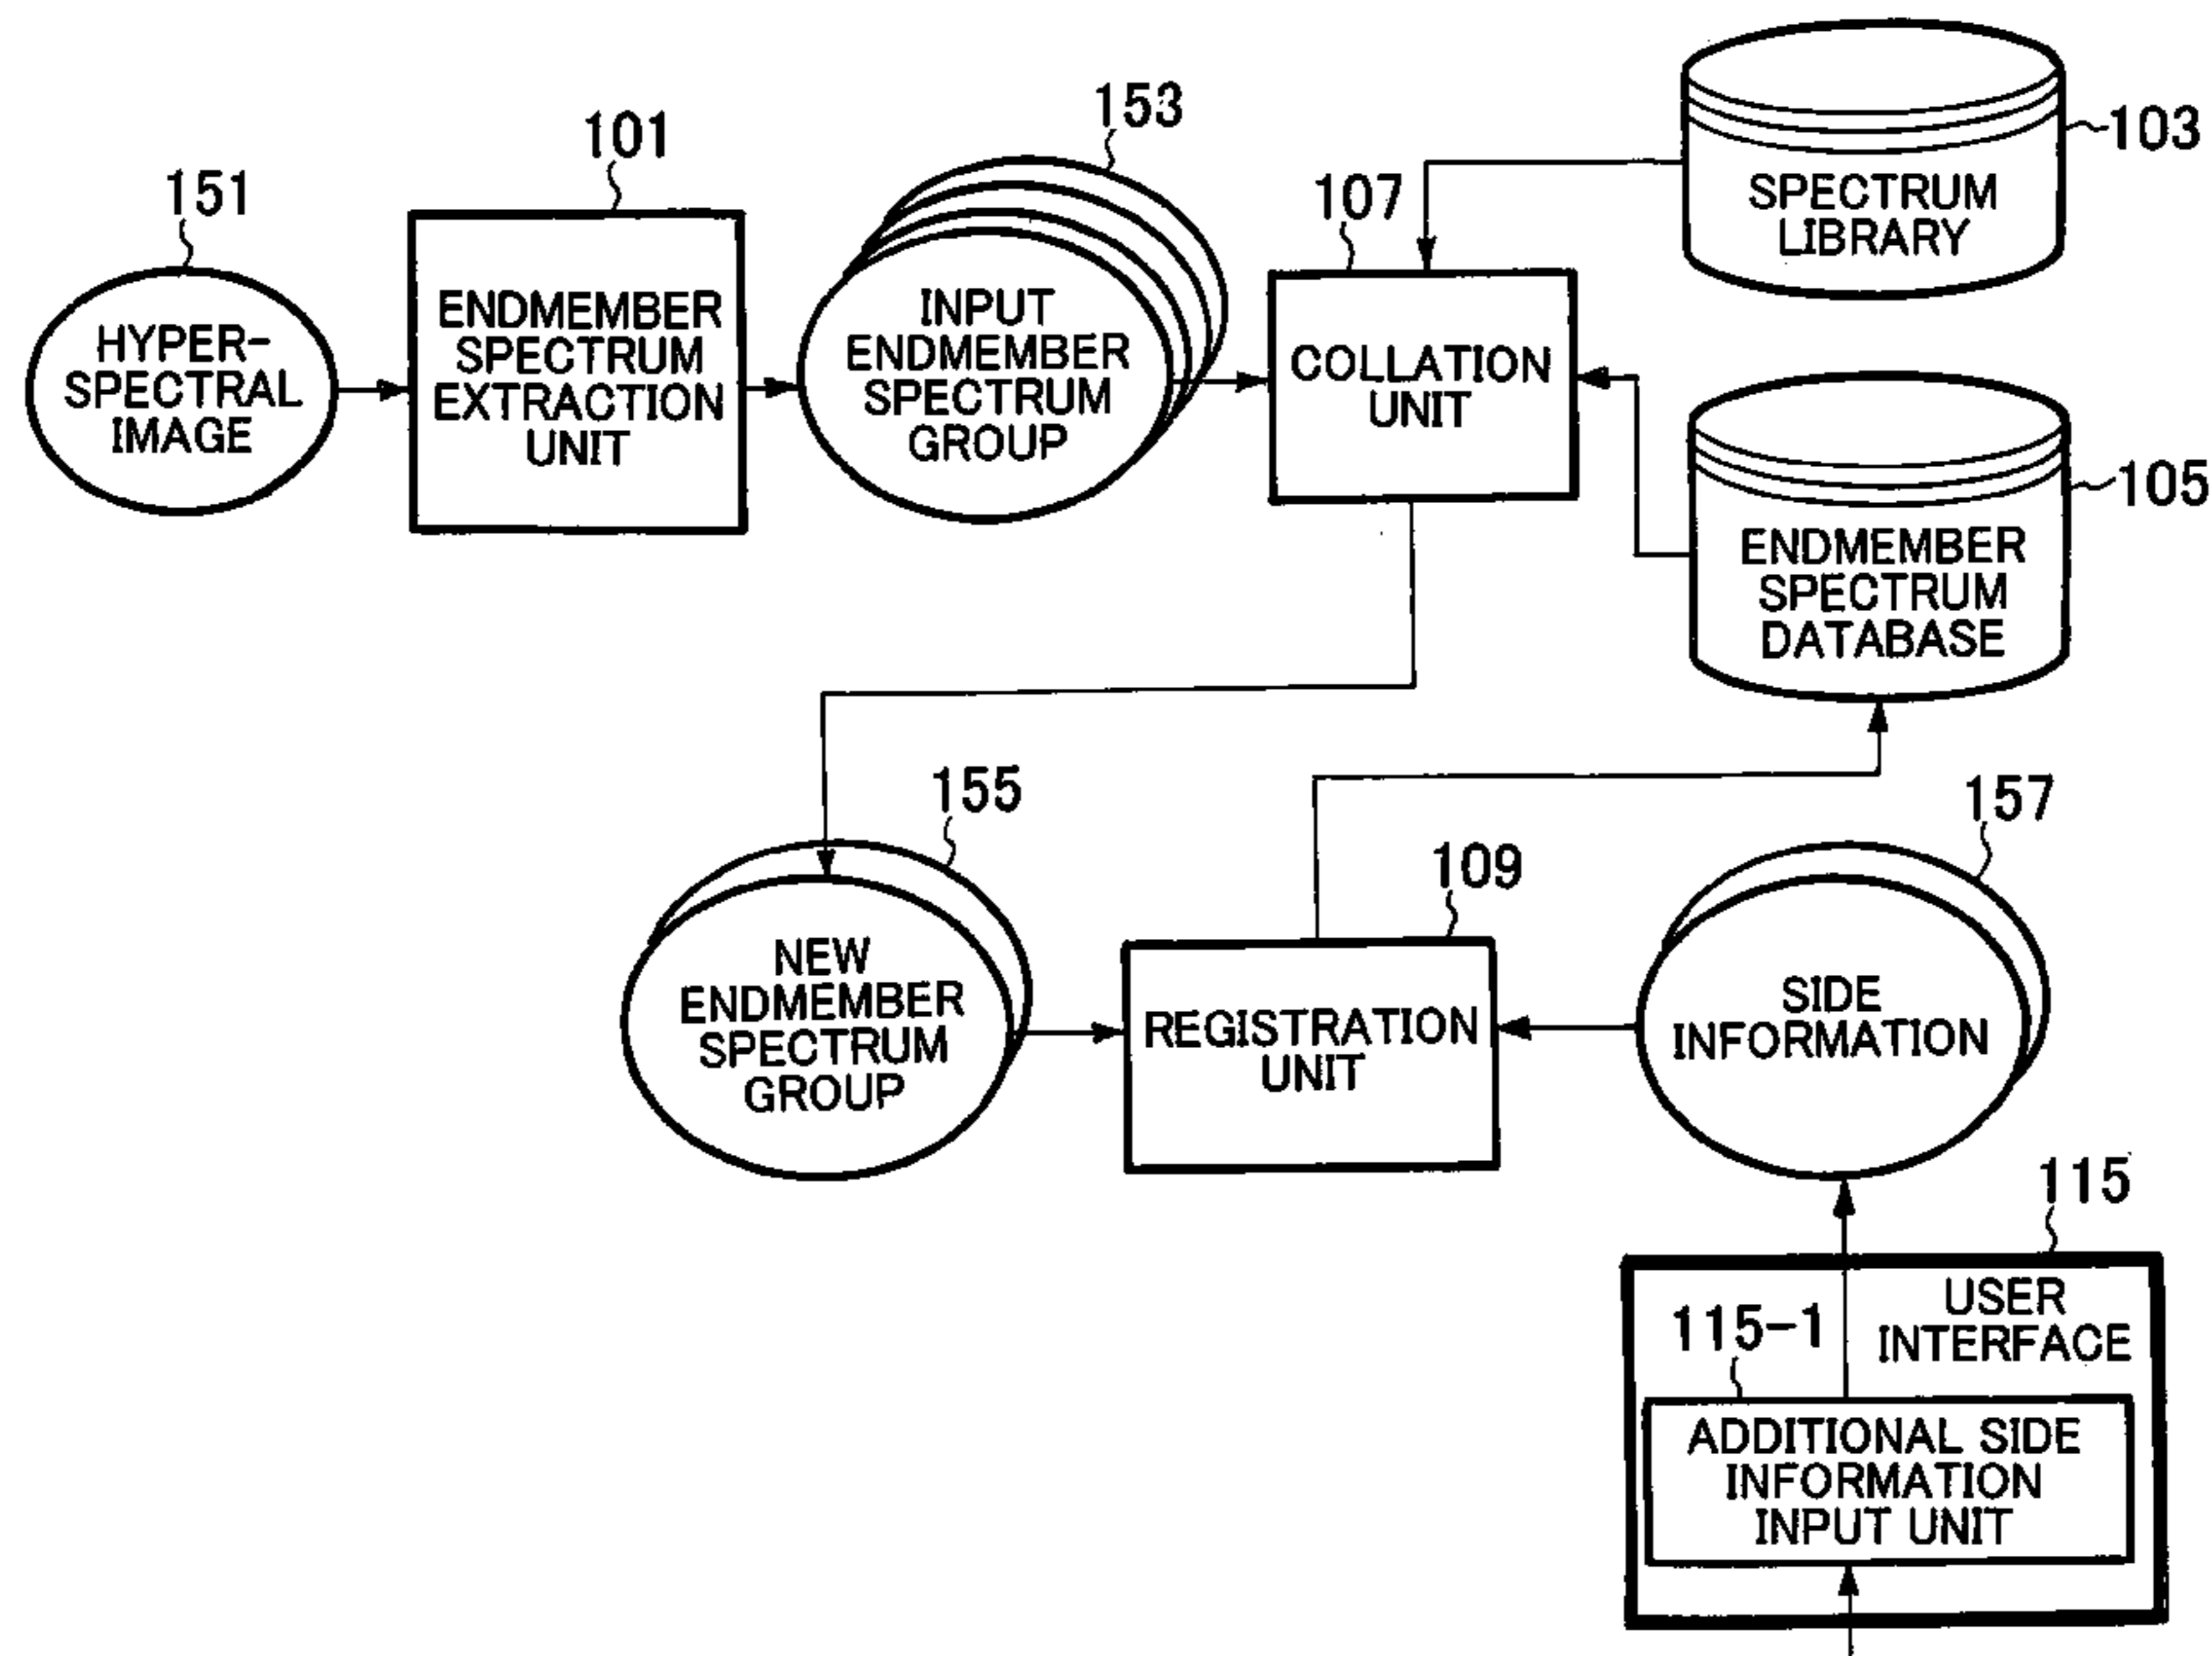 151
HYPER-
SPECTRAL
IMAGE
101
ENDMEMBER
SPECTRUM
EXTRACTION
UNIT
153
INPUT
ENDMEMBER
SPECTRUM
GROUP
107
COLLATION
UNIT
103
SPECTRUM
LIBRARY
105
ENDMEMBER
SPECTRUM
DATABASE
155
NEW
ENDMEMBER
SPECTRUM
GROUP
109
REGISTRATION
UNIT
157
SIDE
INFORMATION
115
USER
INTERFACE
115-1
ADDITIONAL SIDE
INFORMATION
INPUT UNIT